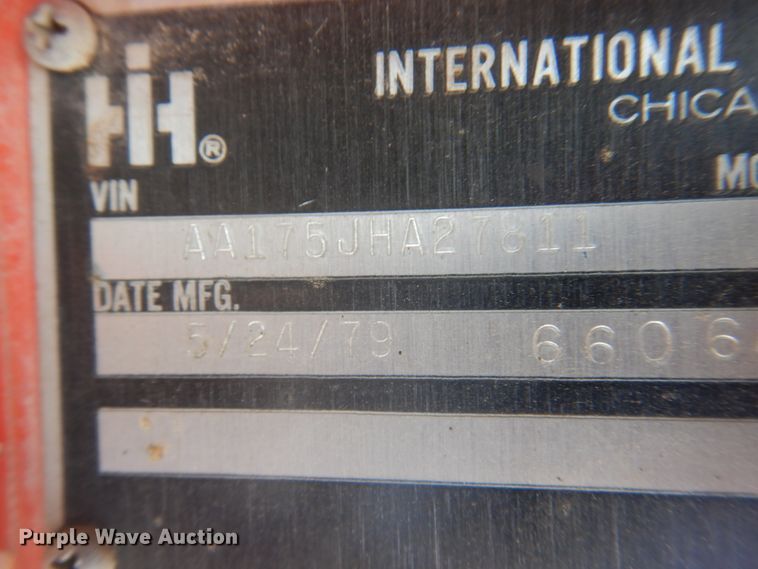 IH®
INTERNATIONAL
CHICA
VIN
MO
AA175JHA27811
DATE MFG.
5/24/79 6606
Purple Wave Auction